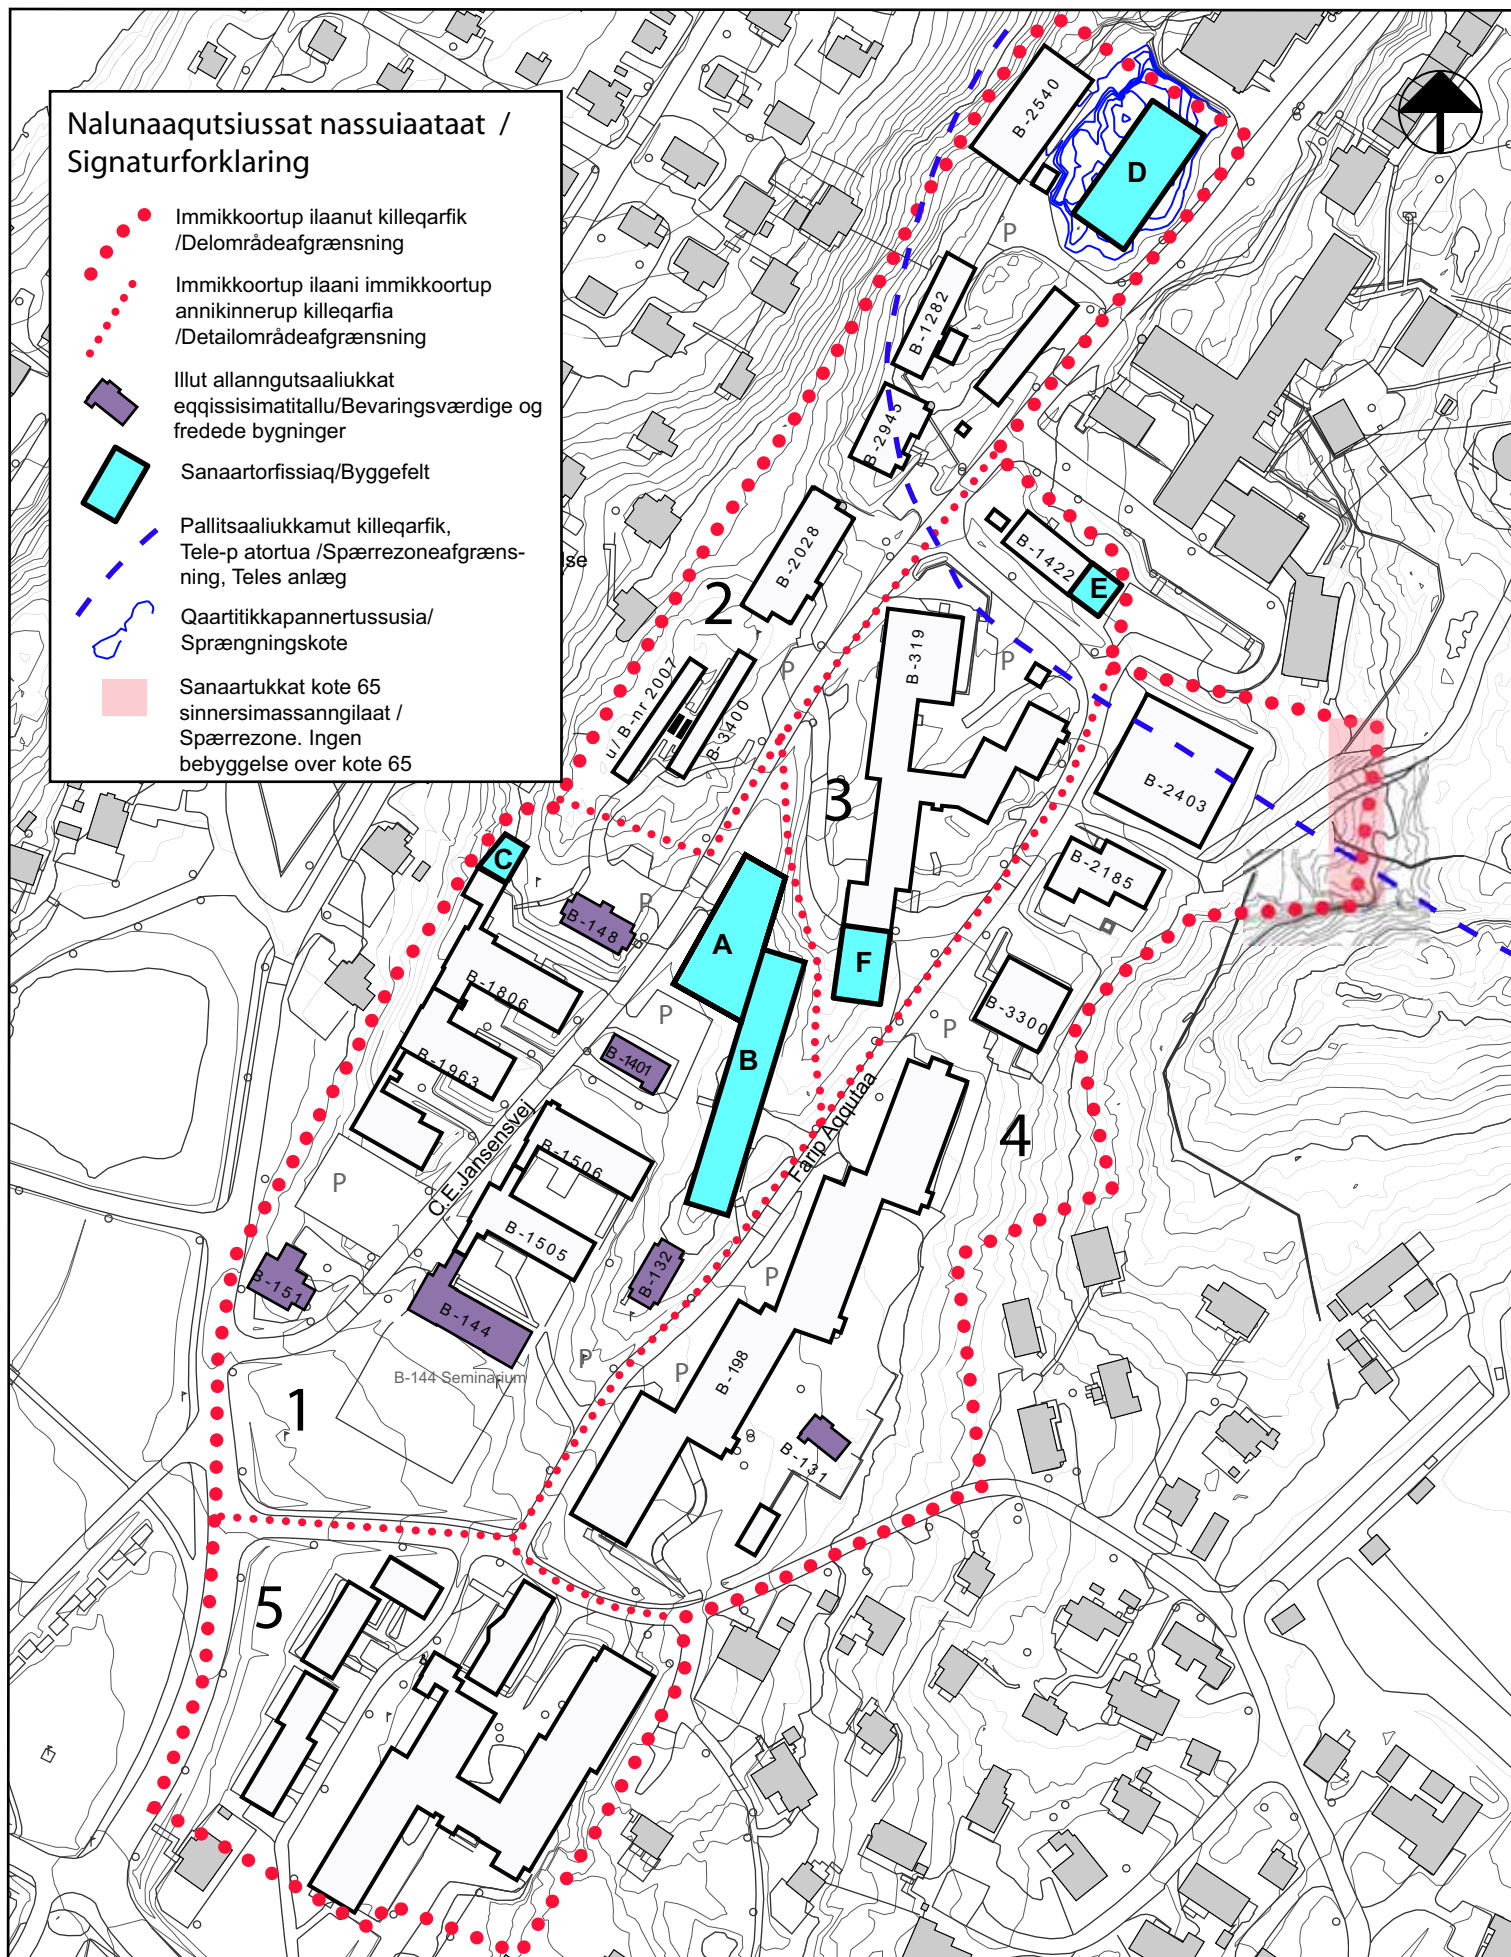 Nalunaaqutsiussat nassuiaataat /
Signaturforklaring
Immikkoortup ilaanut killeqarfik
/Delområdeafgrænsning
Immikkoortup ilaani immikkoortup
annikinnerup killeqarfia
/Detailområdeafgrænsning
Illut allanngutsaaliukkat
eqqissisimatitallu/Bevaringsværdige og
fredede bygninger
Sanaartorfissiaq/Byggefelt
Pallitsaaliukkamut killeqarfik,
Tele-p atortua /Spærrezoneafgræns-
ning, Teles anlæg
Qaartitikkapannertussusia/
Sprængningskote
Sanaartukkat kote 65
sinnersimassanngilaat /
Spærrezone. Ingen
bebyggelse over kote 65
se
B-2540
D
P
B-1282
B-2945
B-2028
B-1422
E
2
B-319
P
P
u/ B-nr 2007
B-3400
B-2403
3
C
B-2185
B-148
P
A
F
B-1806
P
B-3300
P
B-1401
B
B-1963
C.E.Jansensvej
Farip Aqqutaa
4
B-1506
P
B-1505
B-132
P
B-151
B-144
P
P
B-198
B-144 Seminarium
1
B-131
5